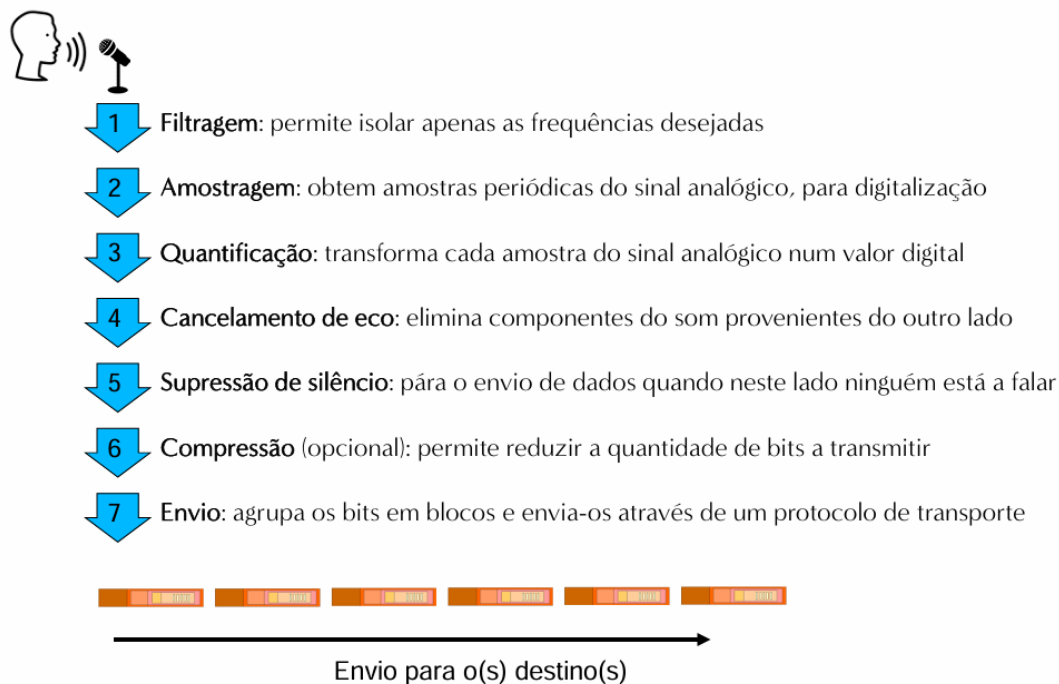 1 Filtragem: permite isolar apenas as frequências desejadas
2 Amostragem: obtem amostras periódicas do sinal analógico, para digitalização
3 Quantificação: transforma cada amostra do sinal analógico num valor digital
4 Cancelamento de eco: elimina componentes do som provenientes do outro lado
5 Supressão de silêncio: pára o envio de dados quando neste lado ninguém está a falar
6 Compressão (opcional): permite reduzir a quantidade de bits a transmitir
7 Envio: agrupa os bits em blocos e envia-os através de um protocolo de transporte
Envio para o(s) destino(s)